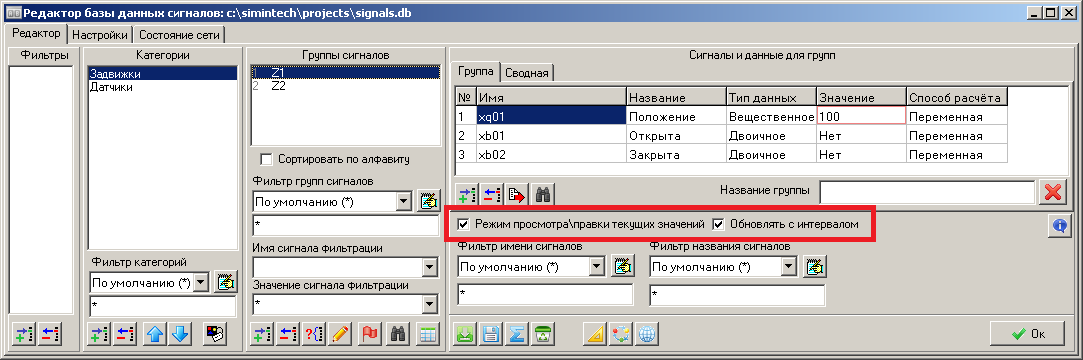 Редактор базы данных сигналов: c:\simintech\projects\signals.db
Редактор Настройки Состояние сети
Фильтры
Категории
Задвижки
Датчики
Фильтр категорий
По умолчанию (*)
*
Группы сигналов
1 Z1
2 Z2
Сортировать по алфавиту
Фильтр групп сигналов
По умолчанию (*)
*
Имя сигнала фильтрации
Значение сигнала фильтрации
*
Сигналы и данные для групп
Группа Сводная
№ Имя Название Тип данных Значение Способ расчёта
1 xq01 Положение Вещественное 100 Переменная
2 xb01 Открыта Двоичное Нет Переменная
3 xb02 Закрыта Двоичное Нет Переменная
Название группы
Режим просмотра\правки текущих значений Обновлять с интервалом
Фильтр имени сигналов Фильтр названия сигналов
По умолчанию (*) По умолчанию (*)
* *
Ok